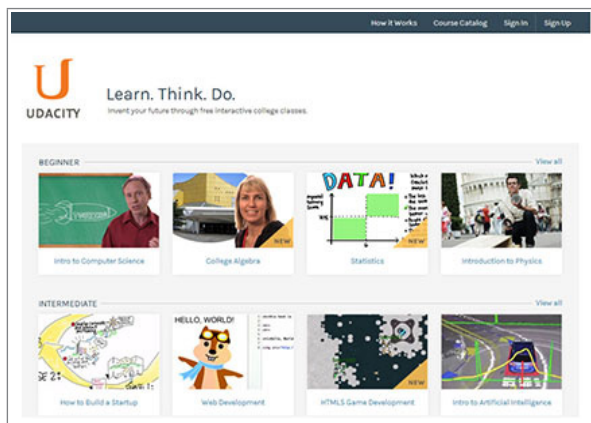 How it Works Course Catalog Sign In Sign Up
UDACITY
Learn. Think. Do.
Invent your future through free interactive college classes.
BEGINNER View all
DATA!
NEW NEW
Intro to Computer Science College Algebra Statistics Introduction to Physics
INTERMEDIATE View all
HELLO, WORLD!
NEW
How to Build a Startup Web Development HTML5 Game Development Intro to Artificial Intelligence